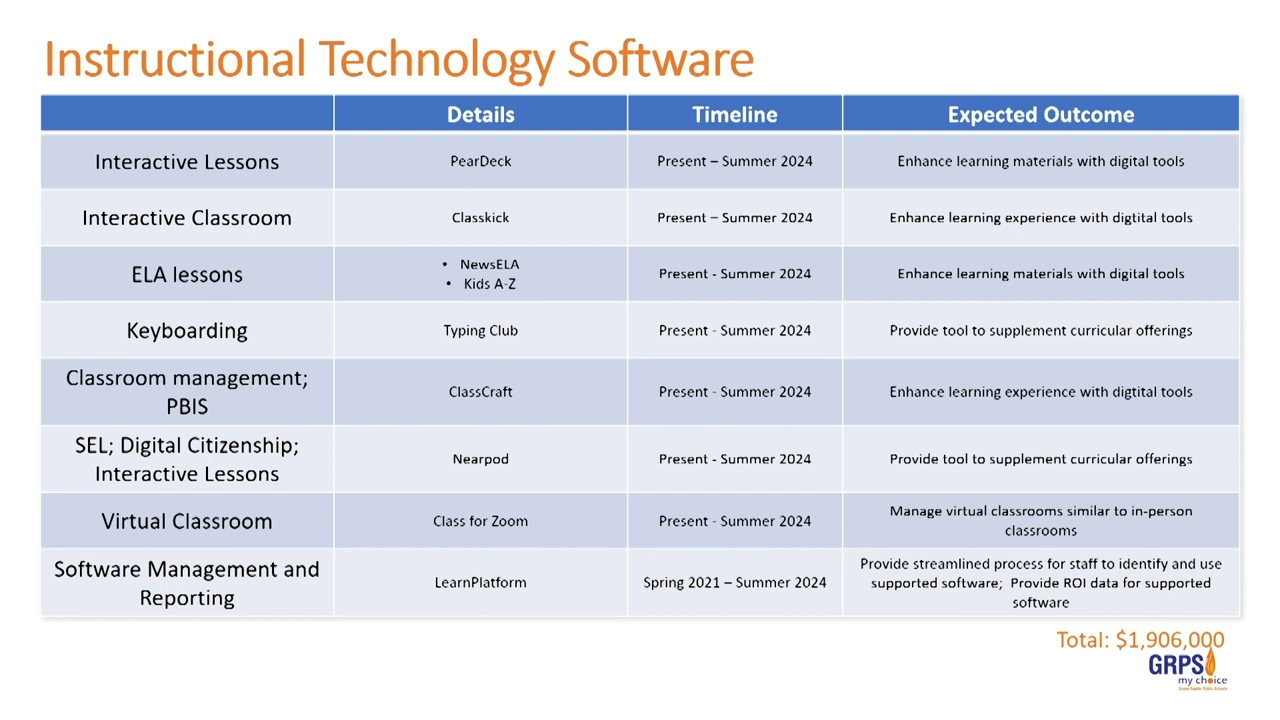 Instructional Technology Software
Details Timeline Expected Outcome
Interactive Lessons PearDeck Present – Summer 2024 Enhance learning materials with digital tools
Interactive Classroom Classkick Present – Summer 2024 Enhance learning experience with digtital tools
ELA lessons • NewsELA Present - Summer 2024 Enhance learning materials with digital tools
• Kids A-Z
Keyboarding Typing Club Present - Summer 2024 Provide tool to supplement curricular offerings
Classroom management; ClassCraft Present - Summer 2024 Enhance learning experience with digtital tools
PBIS
SEL; Digital Citizenship; Nearpod Present - Summer 2024 Provide tool to supplement curricular offerings
Interactive Lessons
Virtual Classroom Class for Zoom Present - Summer 2024 Manage virtual classrooms similar to in-person
classrooms
Software Management and LearnPlatform Spring 2021 – Summer 2024 Provide streamlined process for staff to identify and use
Reporting supported software; Provide ROI data for supported
software
Total: $1,906,000
GRPS
my choice
Grand Rapids Public Schools